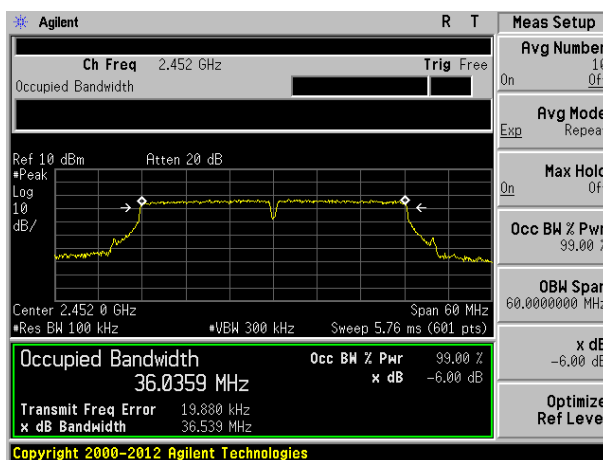 Agilent R T Meas Setup
Avg Number
10
On Off
Ch Freq 2.452 GHz Trig Free
Occupied Bandwidth
Avg Mode
Exp Repeat
Ref 10 dBm Atten 20 dB
#Peak
Log
10
dB/
Max Hold
On Off
Occ BW % Pwr
99.00 %
OBW Span
60.0000000 MHz
Center 2.452 0 GHz Span 60 MHz
#Res BW 100 kHz #VBW 300 kHz Sweep 5.76 ms (601 pts)
x dB
-6.00 dB
Occupied Bandwidth Occ BW % Pwr 99.00 %
36.0359 MHz x dB -6.00 dB
Transmit Freq Error 19.880 kHz
x dB Bandwidth 36.539 MHz
Optimize
Ref Level
Copyright 2000-2012 Agilent Technologies